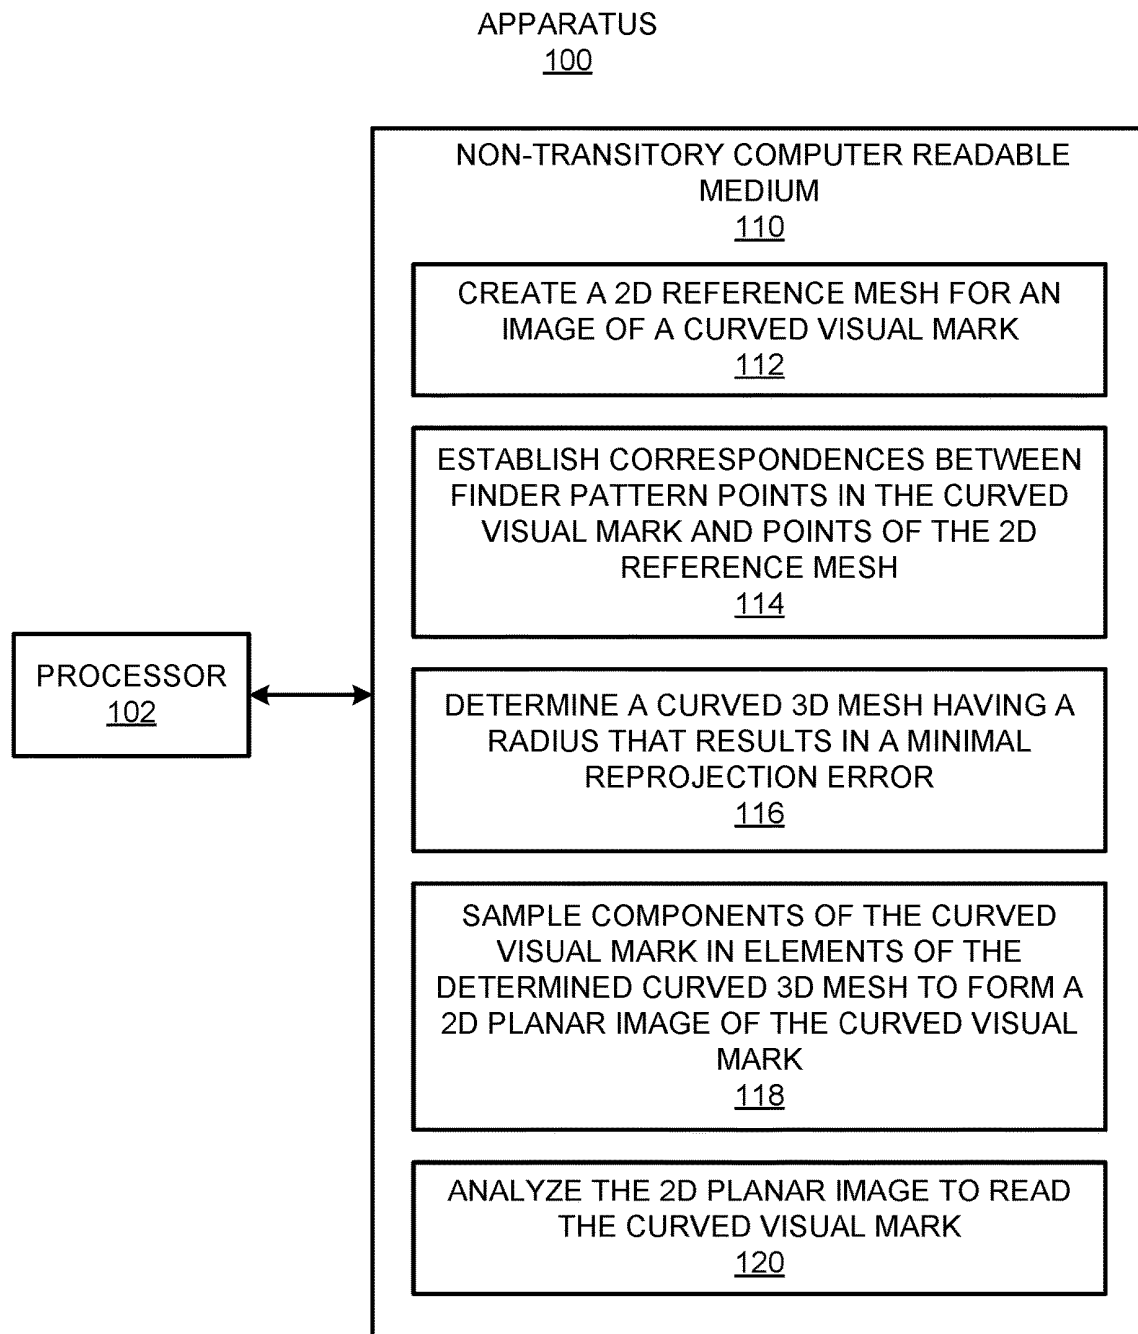 APPARATUS
100
NON-TRANSITORY COMPUTER READABLE
MEDIUM
110
CREATE A 2D REFERENCE MESH FOR AN
IMAGE OF A CURVED VISUAL MARK
112
ESTABLISH CORRESPONDENCES BETWEEN
FINDER PATTERN POINTS IN THE CURVED
VISUAL MARK AND POINTS OF THE 2D
REFERENCE MESH
114
PROCESSOR
102
DETERMINE A CURVED 3D MESH HAVING A
RADIUS THAT RESULTS IN A MINIMAL
REPROJECTION ERROR
116
SAMPLE COMPONENTS OF THE CURVED
VISUAL MARK IN ELEMENTS OF THE
DETERMINED CURVED 3D MESH TO FORM A
2D PLANAR IMAGE OF THE CURVED VISUAL
MARK
118
ANALYZE THE 2D PLANAR IMAGE TO READ
THE CURVED VISUAL MARK
120